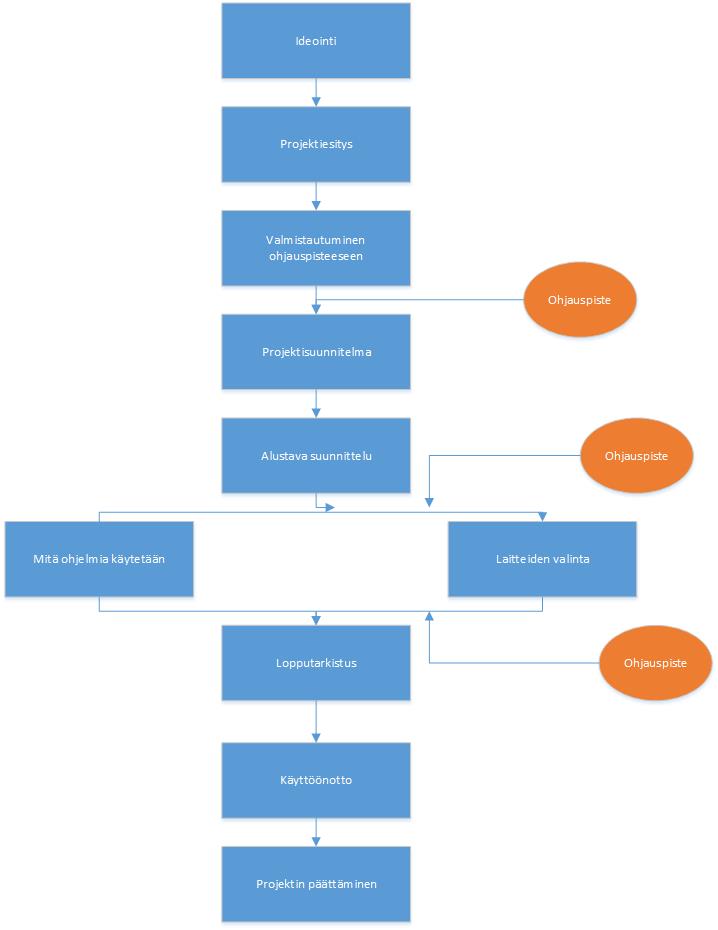 Ideointi
Projektiesitys
Valmistautuminen
ohjauspisteeseen
Ohjauspiste
Projektisuunnitelma
Alustava suunnittelu
Ohjauspiste
Mitä ohjelmia käytetään
Laitteiden valinta
Lopputarkistus
Ohjauspiste
Käyttöönotto
Projektin päättäminen